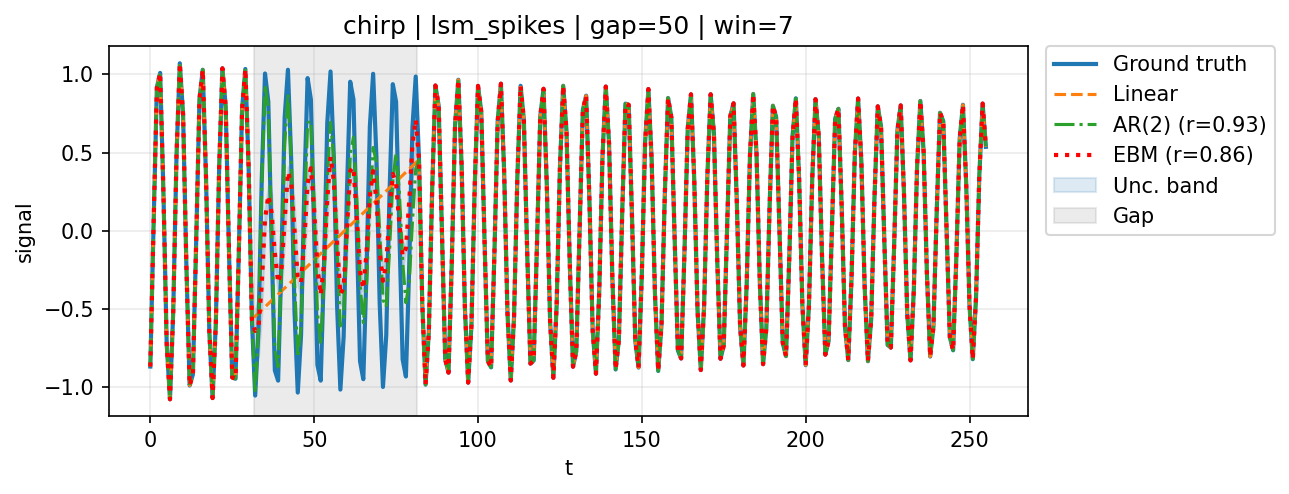 chirp | lsm_spikes | gap=50 | win=7
signal
1.0
0.5
0.0
−0.5
−1.0
0 50 100 150 200 250
t
Ground truth
Linear
AR(2) (r=0.93)
EBM (r=0.86)
Unc. band
Gap